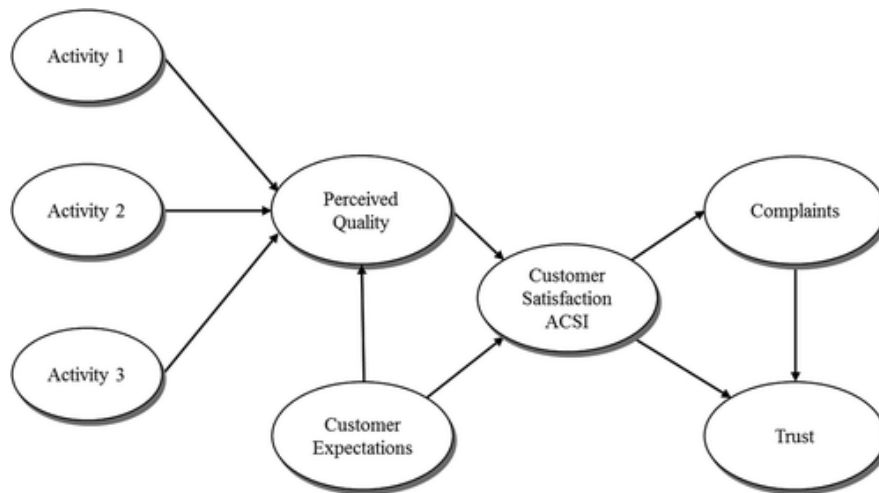 Activity 1
Activity 2
Perceived
Quality
Complaints
Customer
Satisfaction
ACSI
Activity 3
Customer
Expectations
Trust